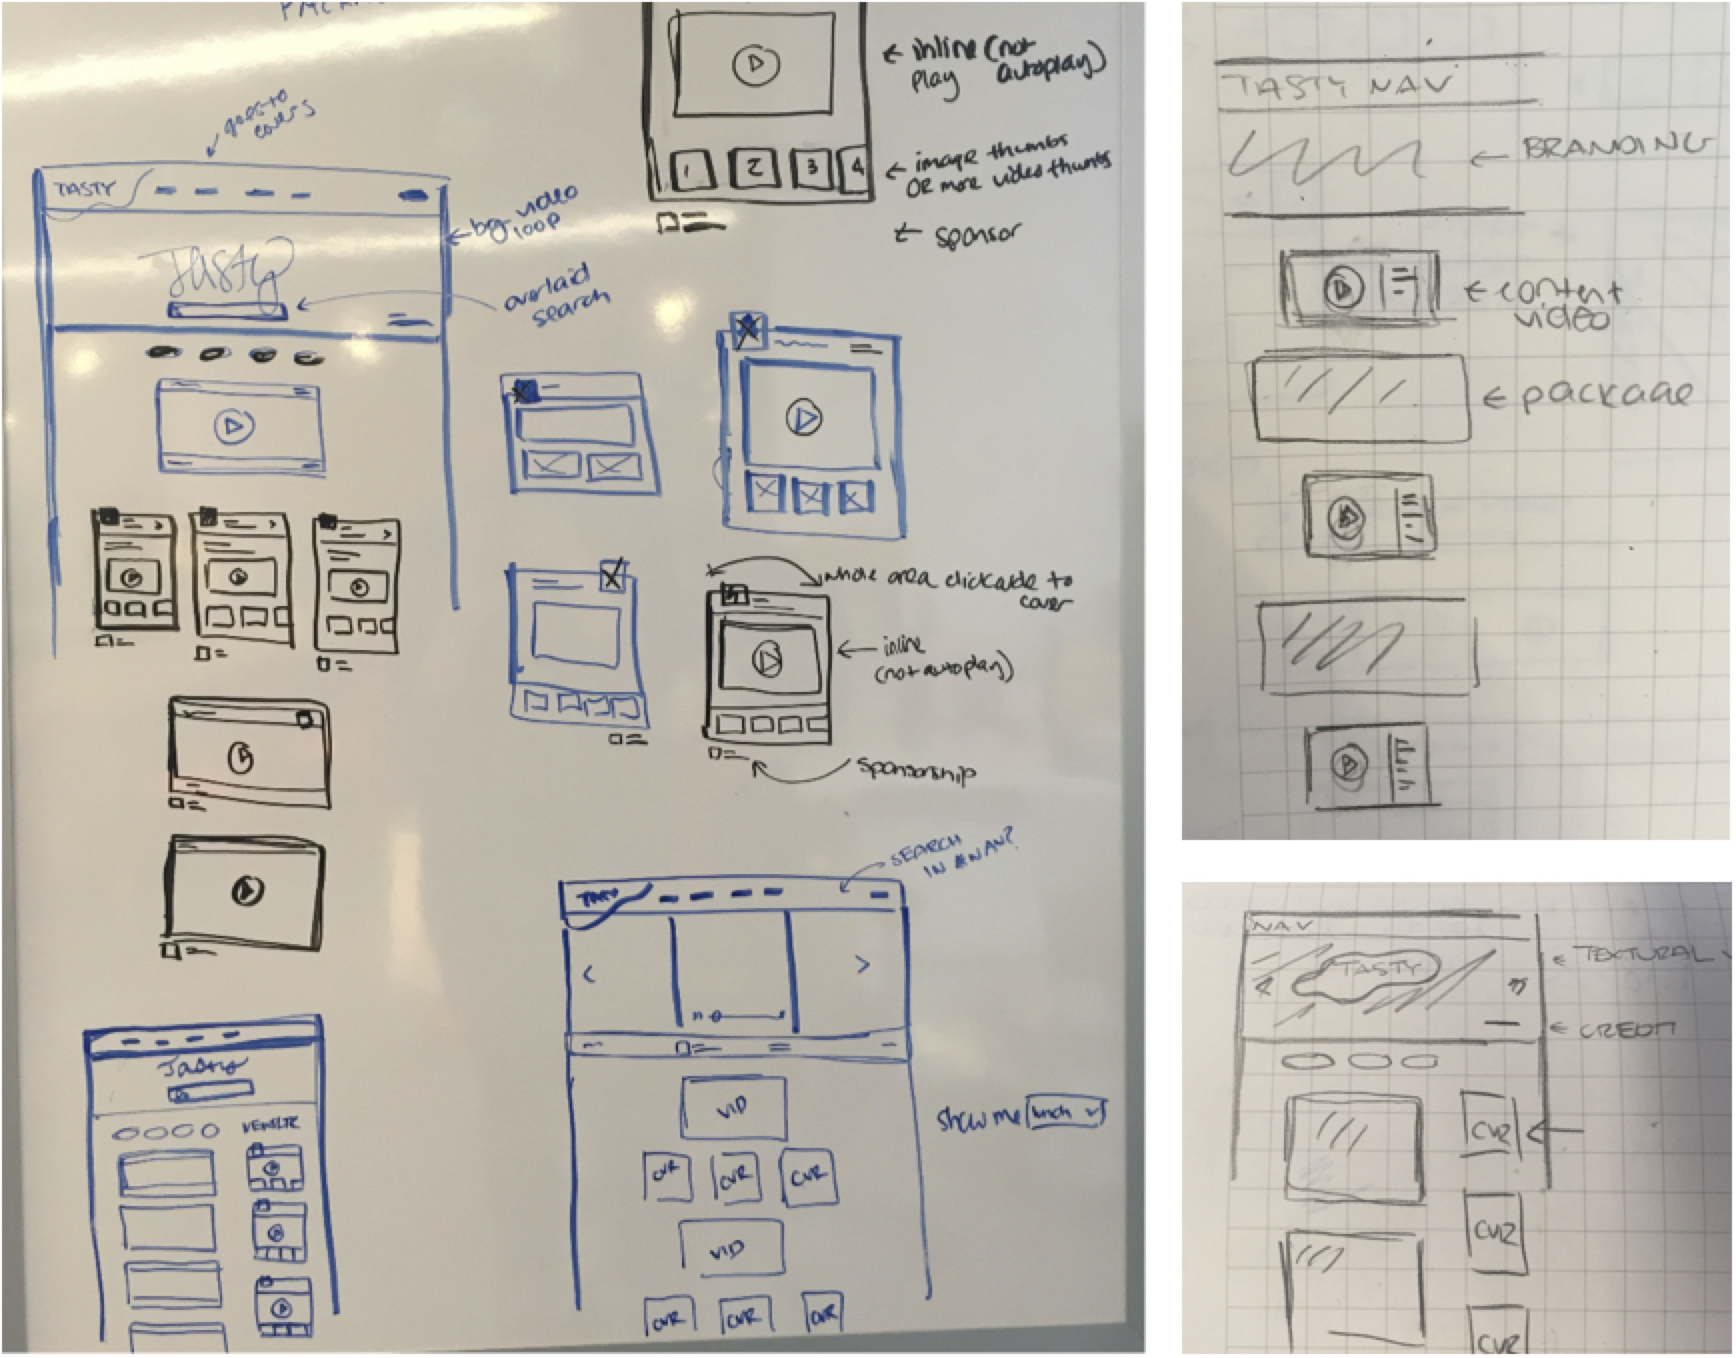 goes to
covers
inline (not
play autoplay)
1 2 3 4
image thumbs
OR more video thumbs
sponsor
TASTY
bg video
loop
Tasty
overlaid
search
whole area clickable to
cover
inline
(not autoplay)
sponsorship
SEARCH
IN NAV?
TASTY
VID
CVR CVR CVR
VID
CVR CVR CVR
show me lunch
Tasty
TASTY NAV
BRANDING
content
video
package
NAV
TASTY
TEXTURAL
CREDIT
CVR
CVR
CVR